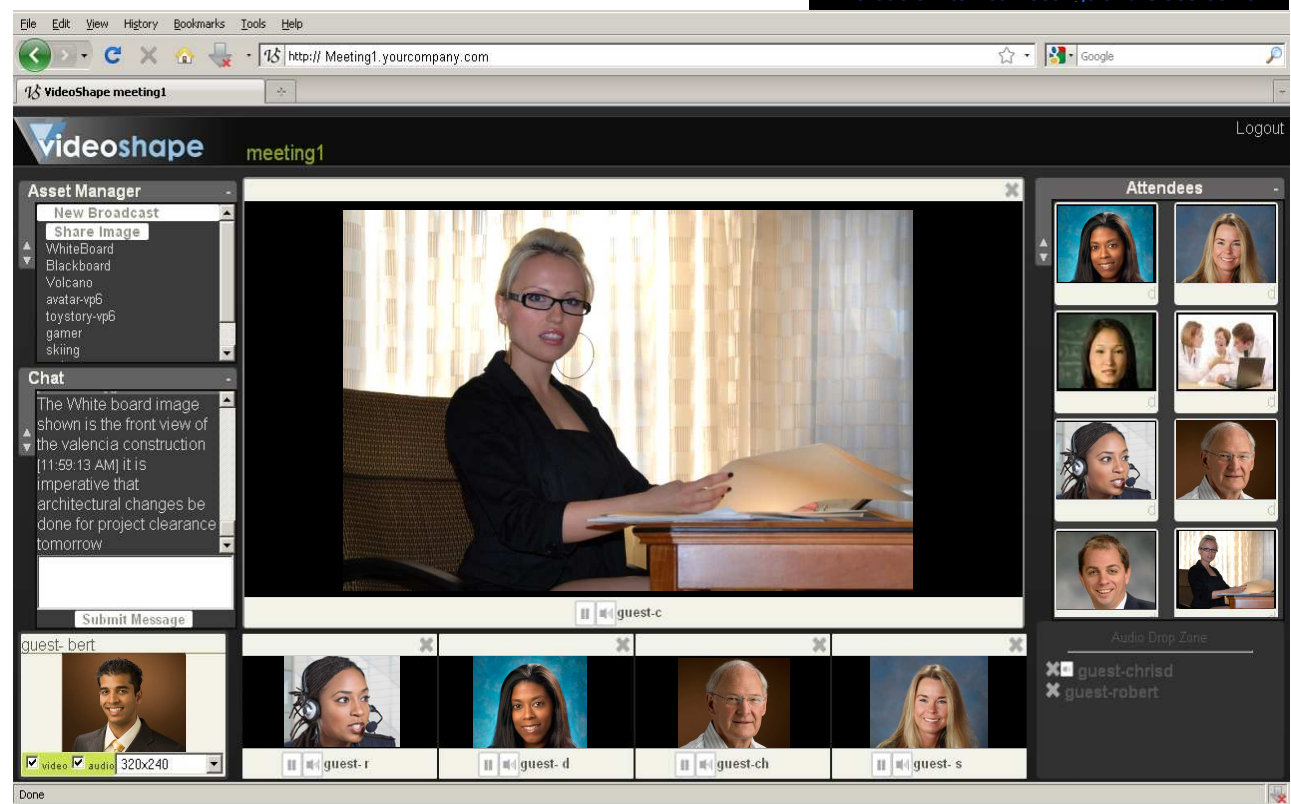 File Edit View History Bookmarks Tools Help
http:// Meeting1.yourcompany.com
Google
VideoShape meeting1
Logout
videoshape
meeting1
Asset Manager -
New Broadcast
Share Image
WhiteBoard
Blackboard
Volcano
avatar-vp6
toystory-vp6
gamer
skiing
Chat -
The White board image
shown is the front view of
the valencia construction
[11:59:13 AM] it is
imperative that
architectural changes be
done for project clearance
tomorrow
Submit Message
guest-c
Attendees -
d
d
d
d
d
d
guest- bert
video audio 320x240
guest- r
guest- d
guest-ch
guest- s
Audio Drop Zone
guest-chrisd
guest-robert
Done